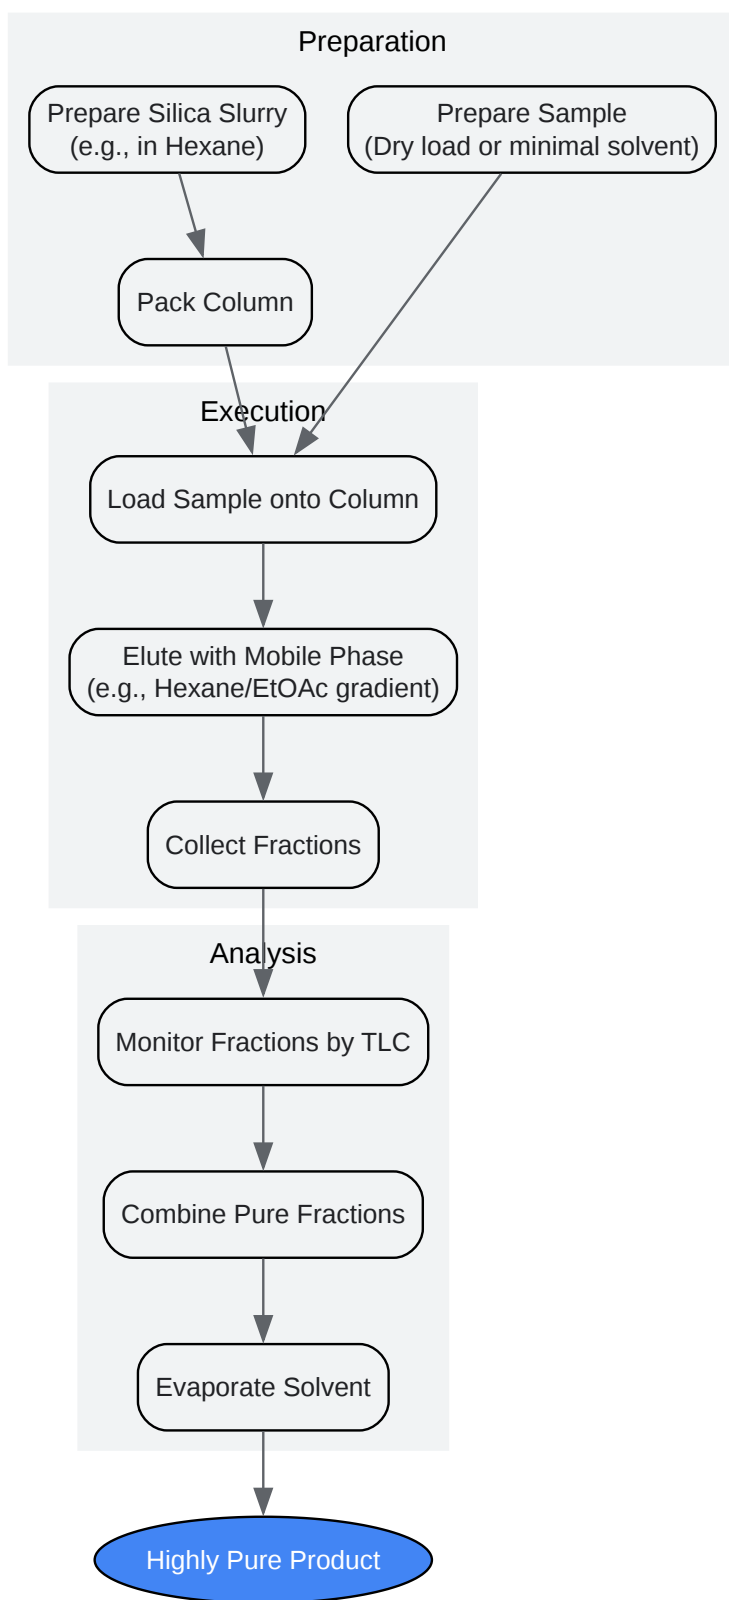 Preparation
Prepare Silica Slurry
(e.g., in Hexane)
Prepare Sample
(Dry load or minimal solvent)
Pack Column
Execution
Load Sample onto Column
Elute with Mobile Phase
(e.g., Hexane/EtOAc gradient)
Collect Fractions
Analysis
Monitor Fractions by TLC
Combine Pure Fractions
Evaporate Solvent
Highly Pure Product